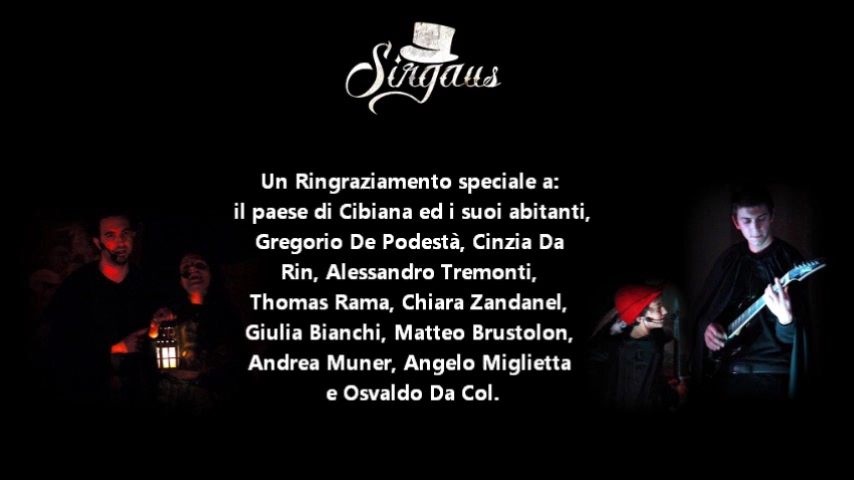 Sirgaus
Un Ringraziamento speciale a:
il paese di Cibiana ed i suoi abitanti,
Gregorio De Podestà, Cinzia Da
Rin, Alessandro Tremonti,
Thomas Rama, Chiara Zandanel,
Giulia Bianchi, Matteo Brustolon,
Andrea Muner, Angelo Miglietta
e Osvaldo Da Col.